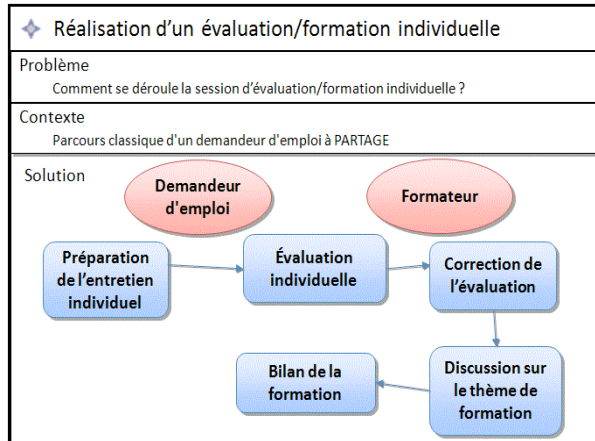 Réalisation d'un évaluation/formation individuelle
Problème
Comment se déroule la session d'évaluation/formation individuelle ?
Contexte
Parcours classique d'un demandeur d'emploi à PARTAGE
Solution
Demandeur
d'emploi
Formateur
Préparation
de l'entretien
individuel
Évaluation
individuelle
Correction de
l'évaluation
Discussion sur
le thème de
formation
Bilan de la
formation